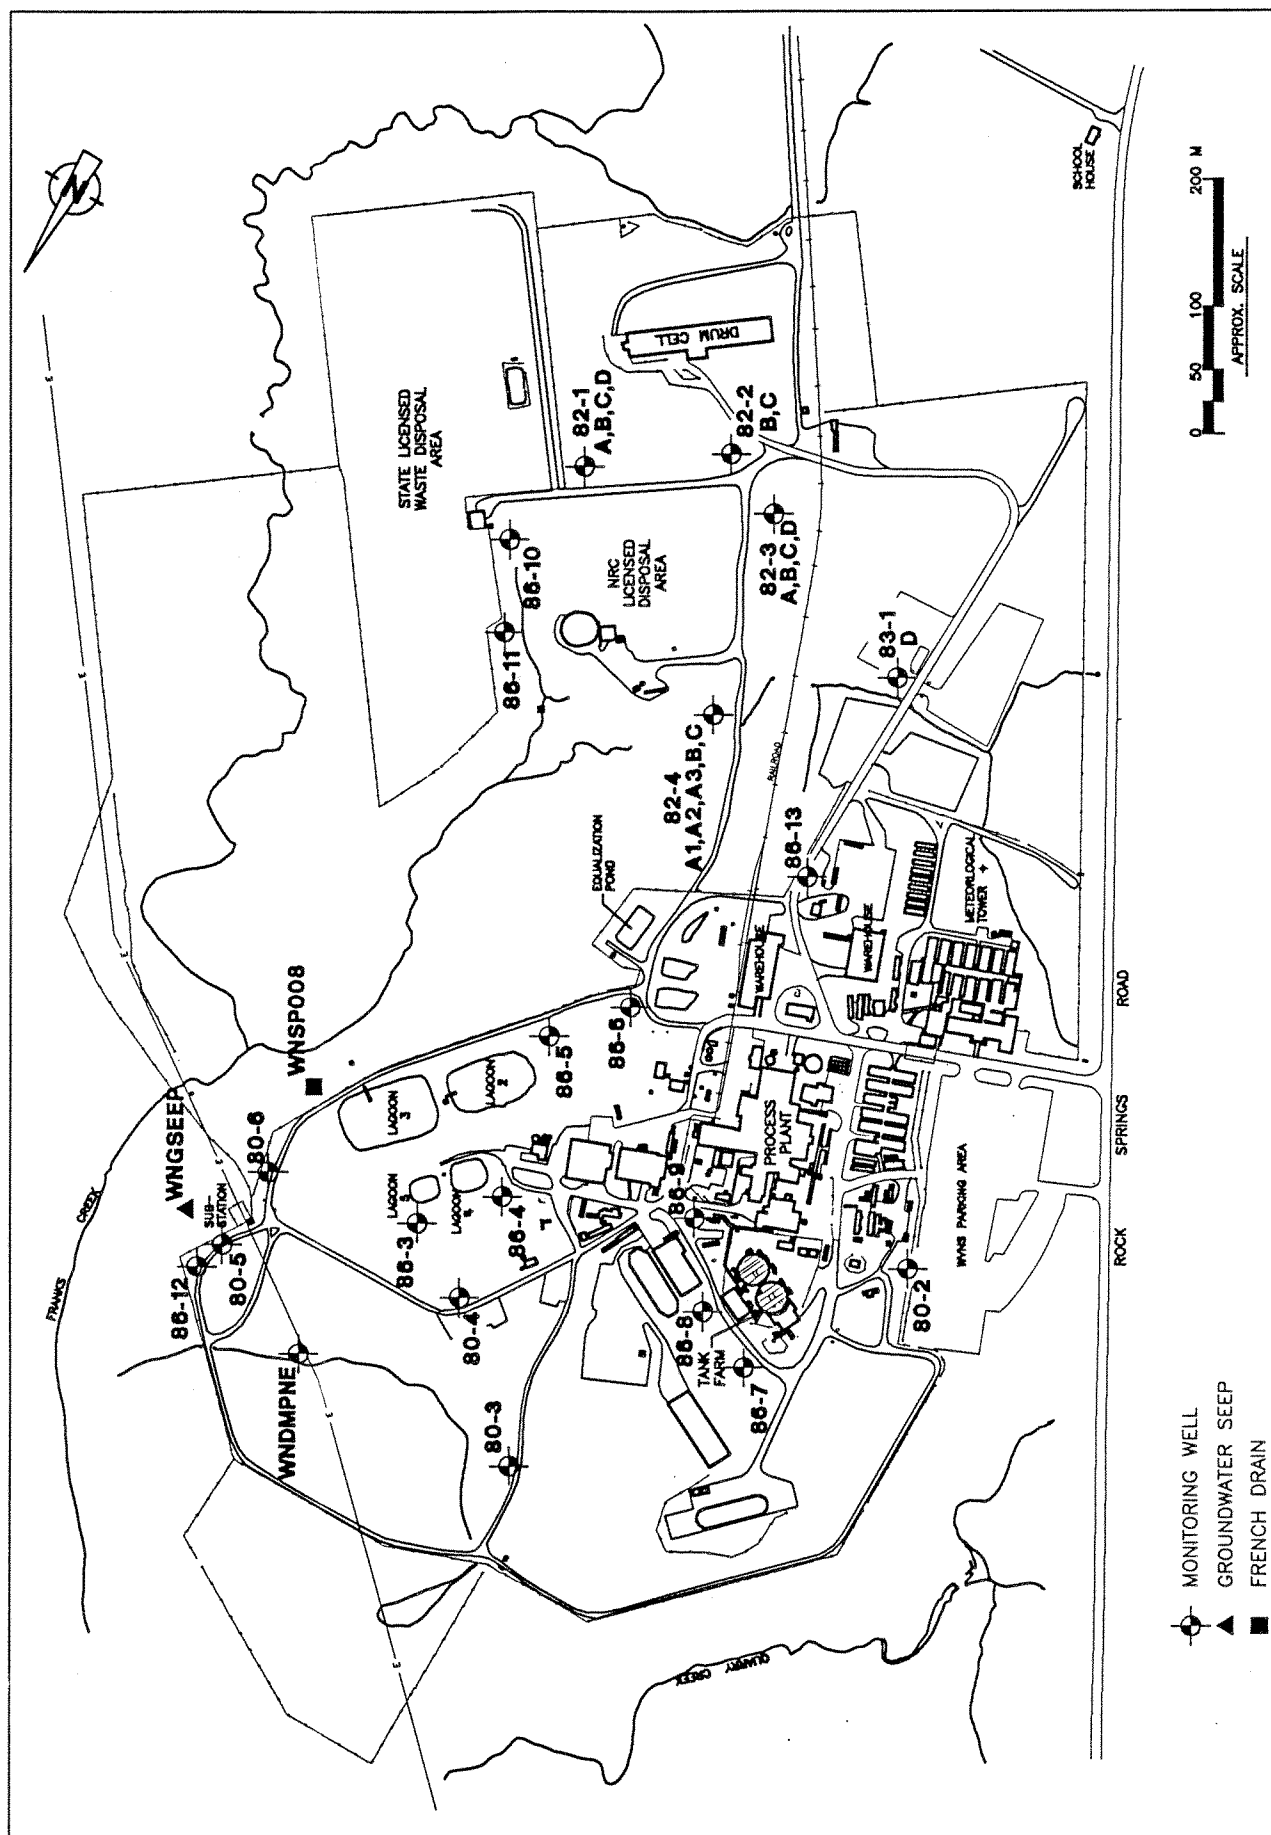 N
FRANKS
CREEK
WNGSEEP
WNSP008
86-12
SUB-
STATION
80-5
80-6
WNDMPNE
STATE LICENSED
WASTE DISPOSAL
AREA
LAGOON
3
LAGOON
2
LAGOON
5
LAGOON
4
86-3
86-4
80-4
80-3
86-5
86-6
86-11
86-10
82-1
A,B,C,D
NRC
LICENSED
DISPOSAL
AREA
DRUM CELL
82-2
B,C
82-3
A,B,C,D
EQUALIZATION
POND
82-4
A1,A2,A3,B,C
RAILROAD
83-1
D
86-13
WAREHOUSE
WAREHOUSE
METEORLOGICAL
TOWER +
PROCESS
PLANT
86-9
86-8
TANK
FARM
86-7
80-2
WVNS PARKING AREA
QUARRY CREEK
ROCK SPRINGS ROAD
SCHOOL
HOUSE
0 50 100 200 M
APPROX. SCALE
MONITORING WELL
GROUNDWATER SEEP
FRENCH DRAIN